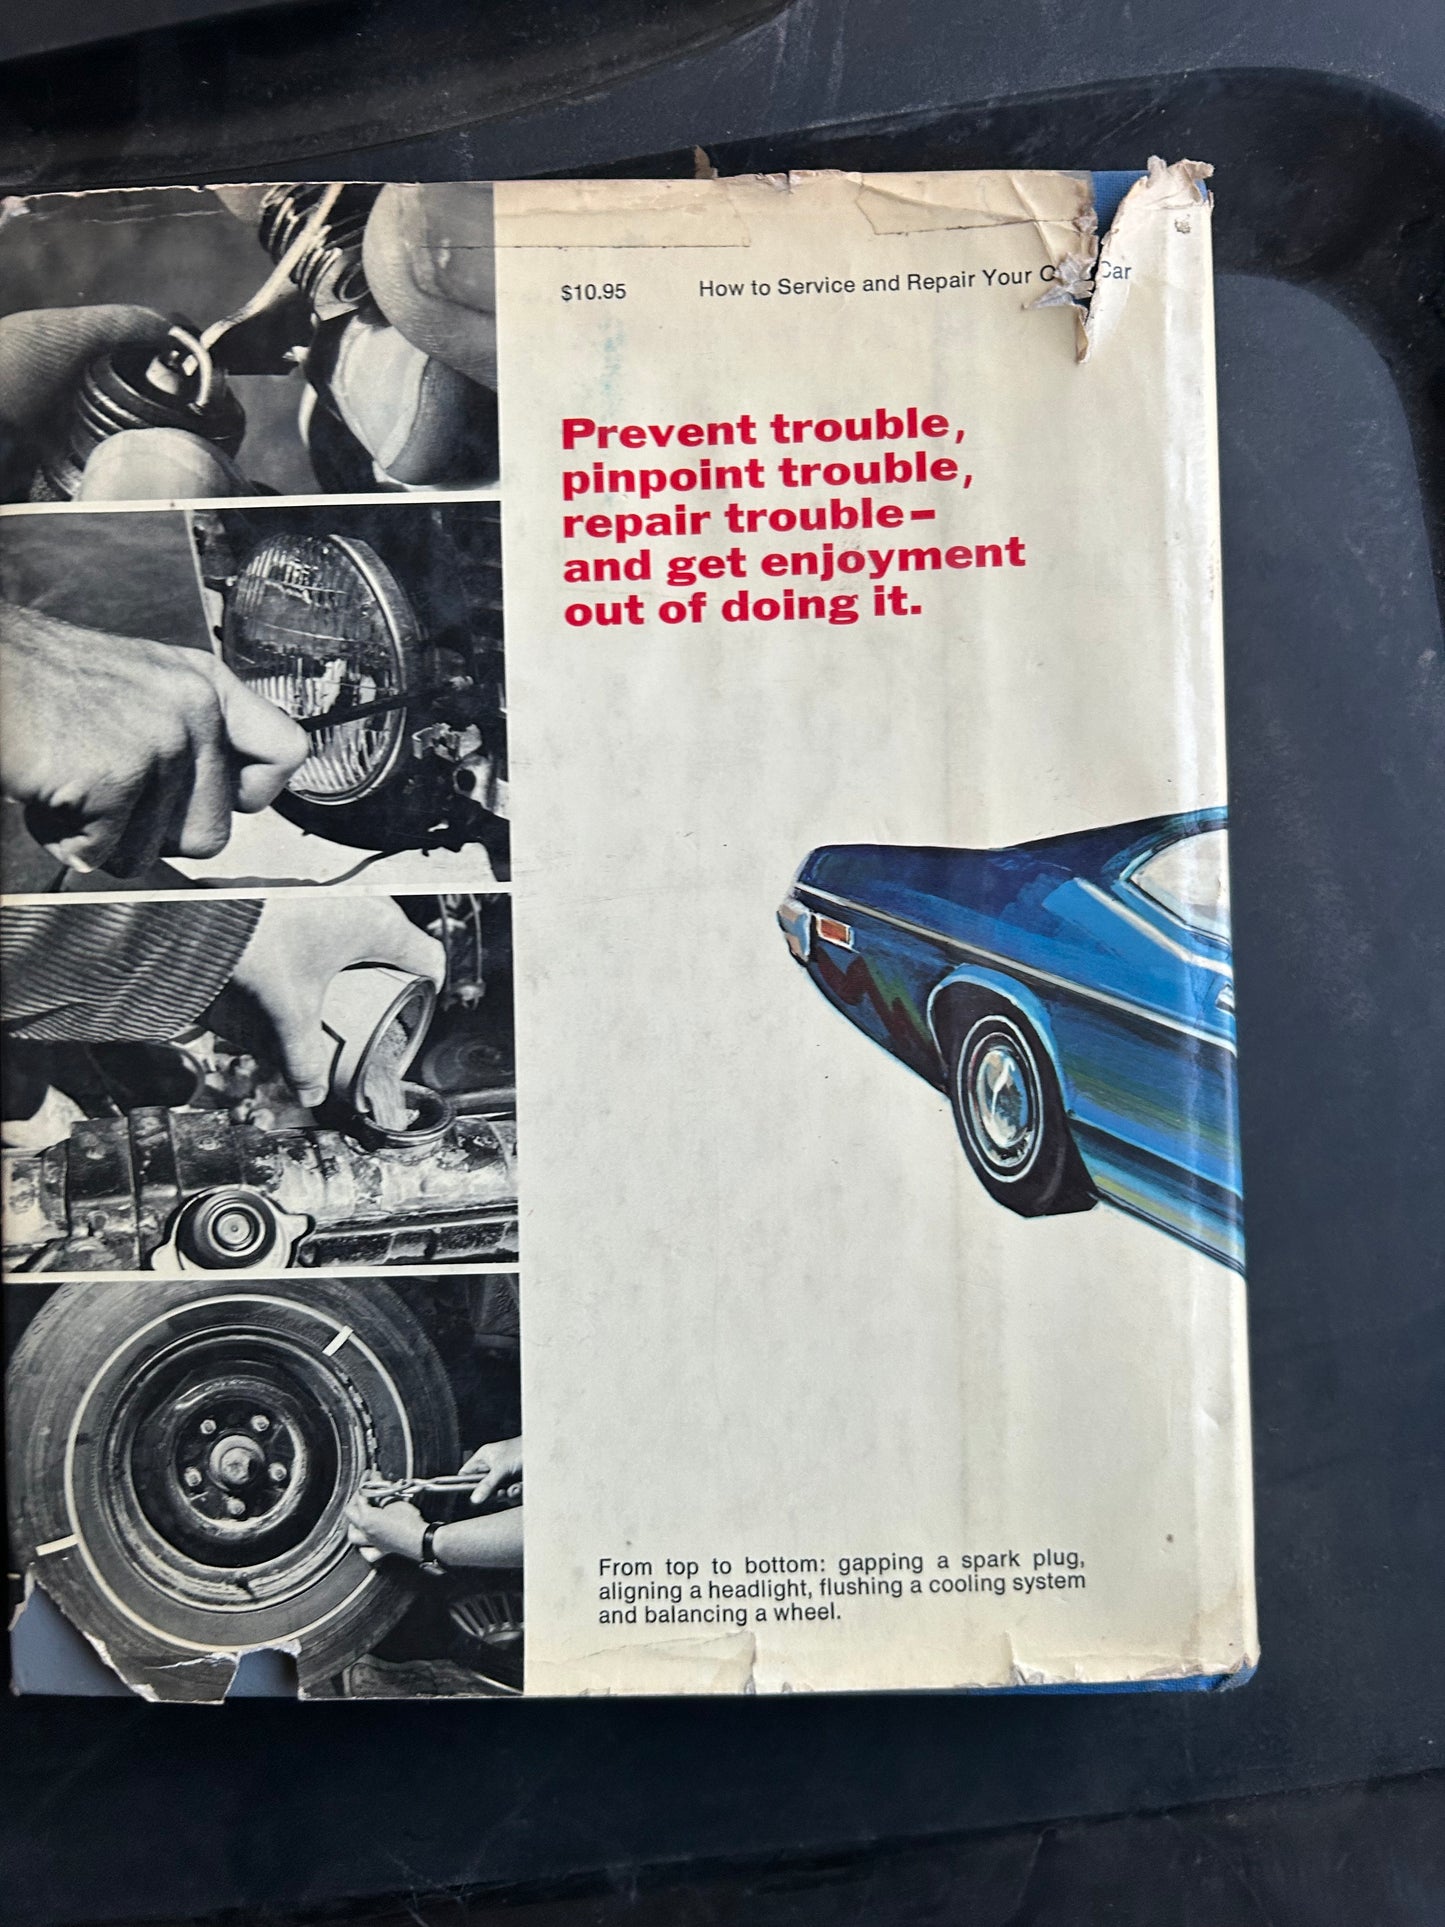 $10.95 How to Service and Repair Your Car
Prevent trouble,
pinpoint trouble,
repair trouble–
and get enjoyment
out of doing it.
From top to bottom: gapping a spark plug,
aligning a headlight, flushing a cooling system
and balancing a wheel.